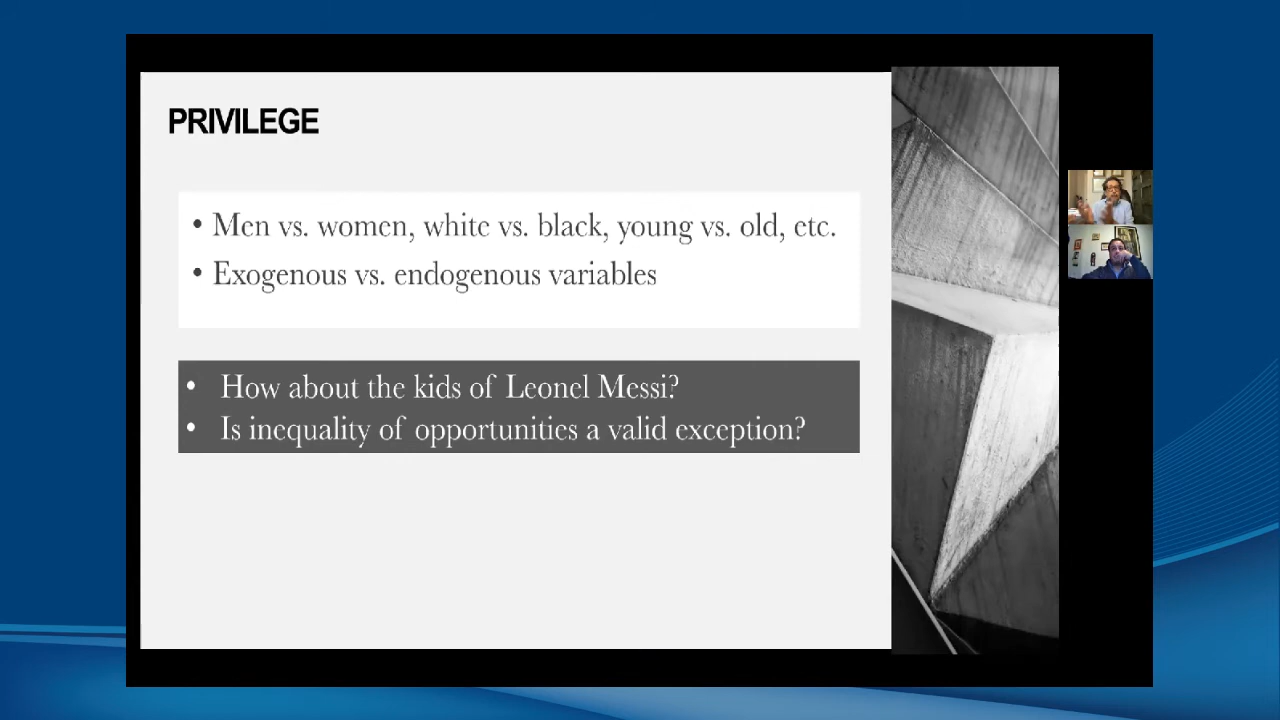 PRIVILEGE
• Men vs. women, white vs. black, young vs. old, etc.
• Exogenous vs. endogenous variables
• How about the kids of Leonel Messi?
• Is inequality of opportunities a valid exception?